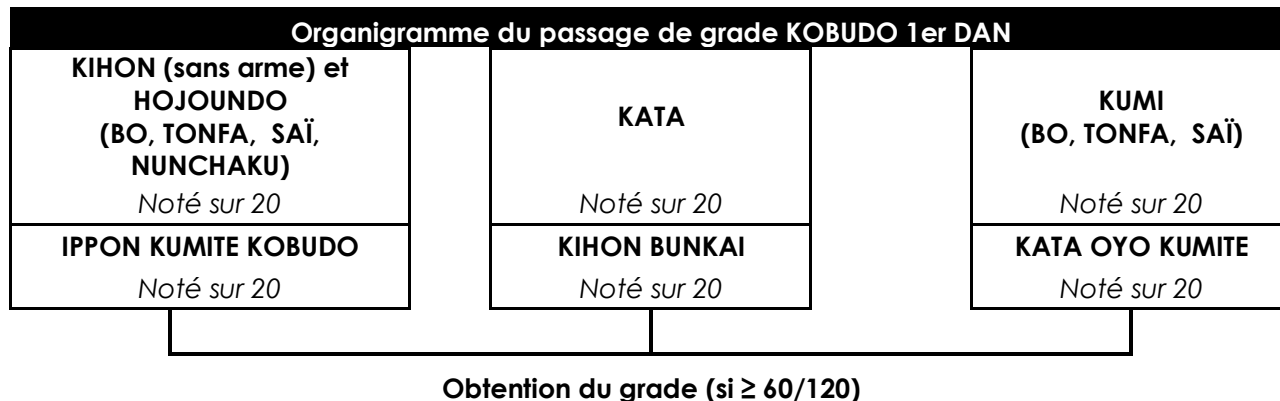 Organigramme du passage de grade KOBUDO 1er DAN
KIHON (sans arme) et
HOJOUNDO
(BO, TONFA, SAÏ,
NUNCHAKU)
Noté sur 20
KATA
Noté sur 20
KUMI
(BO, TONFA, SAÏ)
Noté sur 20
IPPON KUMITE KOBUDO
Noté sur 20
KIHON BUNKAI
Noté sur 20
KATA OYO KUMITE
Noté sur 20
Obtention du grade (si ≥ 60/120)